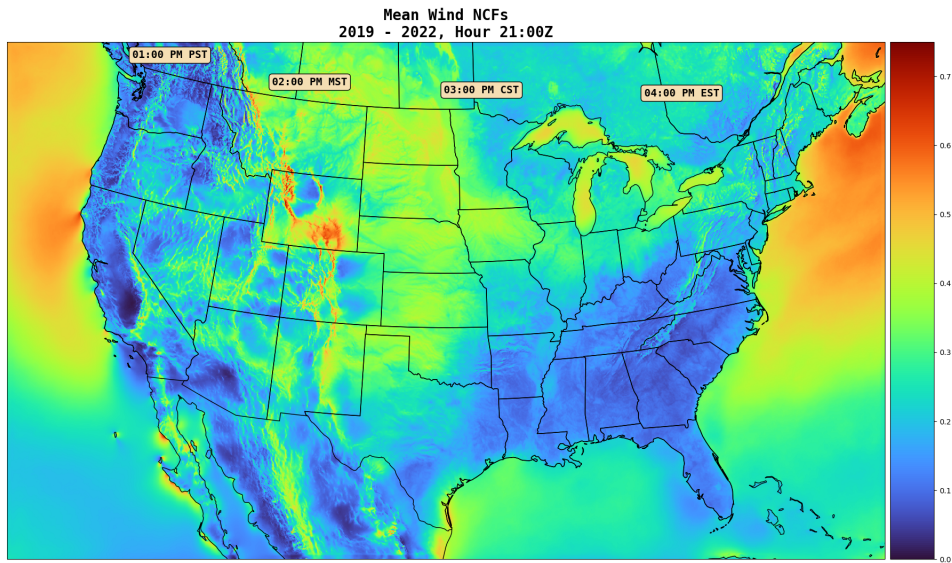 Mean Wind NCFs
2019 - 2022, Hour 21:00Z
01:00 PM PST
02:00 PM MST
03:00 PM CST
04:00 PM EST
0.7
0.6
0.5
0.4
0.3
0.2
0.1
0.0